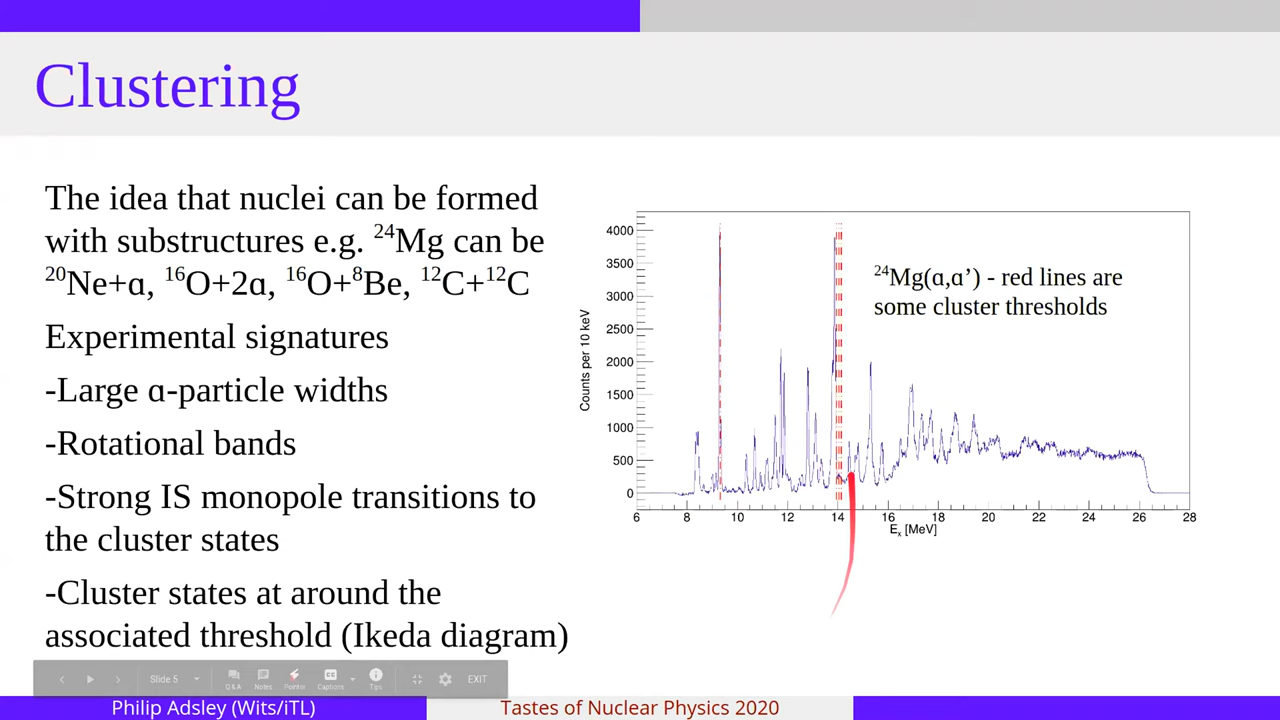 Clustering
The idea that nuclei can be formed
with substructures e.g. ²⁴Mg can be
²⁰Ne+ɑ, ¹⁶O+2ɑ, ¹⁶O+⁸Be, ¹²C+¹²C
Experimental signatures
-Large ɑ-particle widths
-Rotational bands
-Strong IS monopole transitions to
the cluster states
-Cluster states at around the
associated threshold (Ikeda diagram)
²⁴Mg(ɑ,ɑ’) - red lines are
some cluster thresholds
Counts per 10 keV
4000
3500
3000
2500
2000
1500
1000
500
0
6 8 10 12 14 16 18 20 22 24 26 28
Eₓ [MeV]
Slide 5
Q&A Notes Pointer Captions Tips EXIT
Philip Adsley (Wits/iTL) Tastes of Nuclear Physics 2020